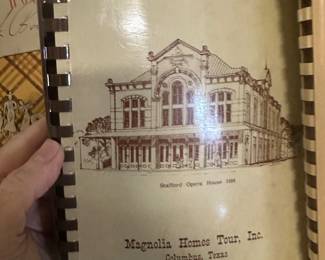 Stafford Opera House 1886
Magnolia Homes Tour, Inc.
Columbus, Texas